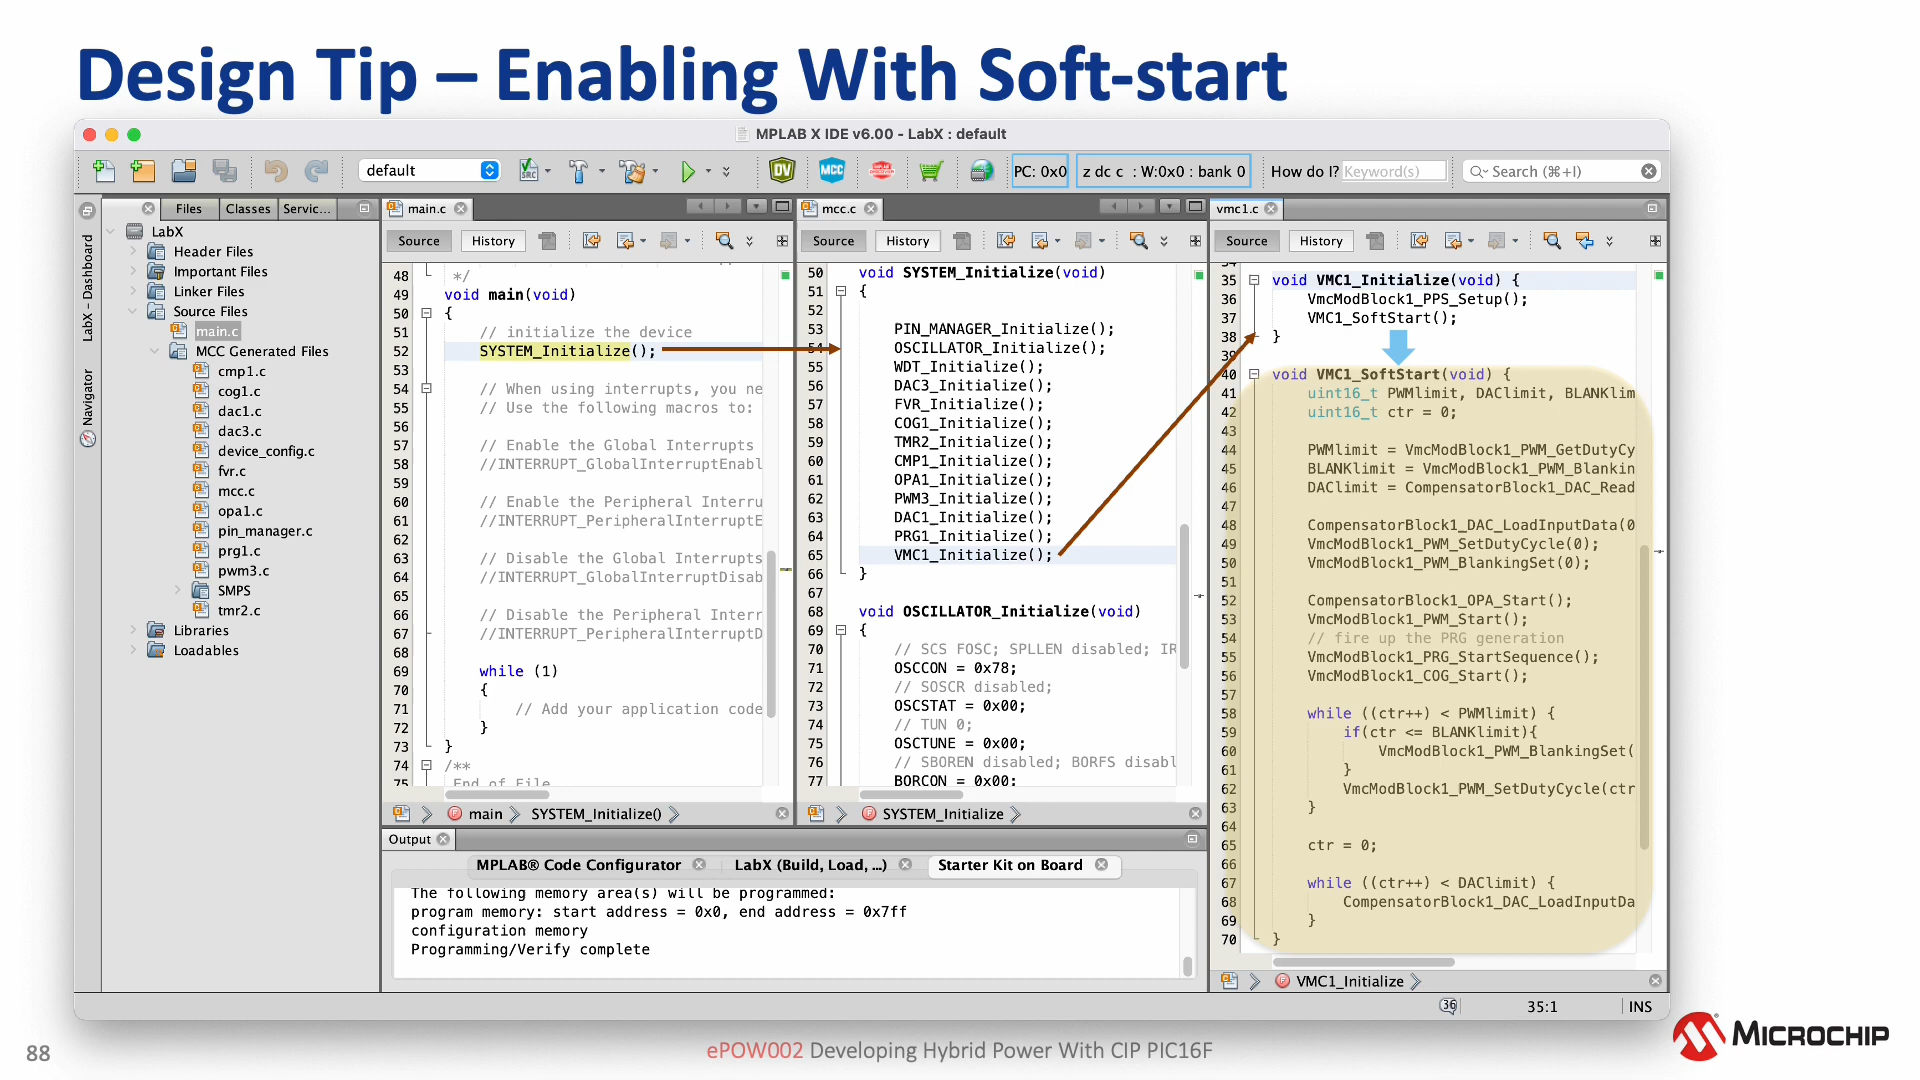 Design Tip – Enabling With Soft-start
MPLAB X IDE v6.00 - LabX : default
default
PC: 0x0
z dc c : W:0x0 : bank 0
How do I?
Keyword(s)
Search (⌘+I)
Files
Classes
Servic...
LabX
Header Files
Important Files
Linker Files
Source Files
main.c
MCC Generated Files
cmp1.c
cog1.c
dac1.c
dac3.c
device_config.c
fvr.c
mcc.c
opa1.c
pin_manager.c
prg1.c
pwm3.c
SMPS
tmr2.c
Libraries
Loadables
LabX - Dashboard
Navigator
main.c
Source
History
48 */
49 void main(void)
50 {
51 // initialize the device
52 SYSTEM_Initialize();
53
54 // When using interrupts, you ne
55 // Use the following macros to:
56
57 // Enable the Global Interrupts
58 //INTERRUPT_GlobalInterruptEnabl
59
60 // Enable the Peripheral Interru
61 //INTERRUPT_PeripheralInterruptE
62
63 // Disable the Global Interrupts
64 //INTERRUPT_GlobalInterruptDisab
65
66 // Disable the Peripheral Interr
67 //INTERRUPT_PeripheralInterruptD
68
69 while (1)
70 {
71 // Add your application code
72 }
73 }
74 /**
75 End of File
main
SYSTEM_Initialize()
mcc.c
Source
History
50 void SYSTEM_Initialize(void)
51 {
52
53 PIN_MANAGER_Initialize();
54 OSCILLATOR_Initialize();
55 WDT_Initialize();
56 DAC3_Initialize();
57 FVR_Initialize();
58 COG1_Initialize();
59 TMR2_Initialize();
60 CMP1_Initialize();
61 OPA1_Initialize();
62 PWM3_Initialize();
63 DAC1_Initialize();
64 PRG1_Initialize();
65 VMC1_Initialize();
66 }
67
68 void OSCILLATOR_Initialize(void)
69 {
70 // SCS FOSC; SPLLEN disabled; IR
71 OSCCON = 0x78;
72 // SOSCR disabled;
73 OSCSTAT = 0x00;
74 // TUN 0;
75 OSCTUNE = 0x00;
76 // SBOREN disabled; BORFS disabl
77 BORCON = 0x00;
SYSTEM_Initialize
vmc1.c
Source
History
34
35 void VMC1_Initialize(void) {
36 VmcModBlock1_PPS_Setup();
37 VMC1_SoftStart();
38 }
39
40 void VMC1_SoftStart(void) {
41 uint16_t PWMlimit, DAClimit, BLANKlim
42 uint16_t ctr = 0;
43
44 PWMlimit = VmcModBlock1_PWM_GetDutyCy
45 BLANKlimit = VmcModBlock1_PWM_Blankin
46 DAClimit = CompensatorBlock1_DAC_Read
47
48 CompensatorBlock1_DAC_LoadInputData(0
49 VmcModBlock1_PWM_SetDutyCycle(0);
50 VmcModBlock1_PWM_BlankingSet(0);
51
52 CompensatorBlock1_OPA_Start();
53 VmcModBlock1_PWM_Start();
54 // fire up the PRG generation
55 VmcModBlock1_PRG_StartSequence();
56 VmcModBlock1_COG_Start();
57
58 while ((ctr++) < PWMlimit) {
59 if(ctr <= BLANKlimit){
60 VmcModBlock1_PWM_BlankingSet(
61 }
62 VmcModBlock1_PWM_SetDutyCycle(ctr
63 }
64
65 ctr = 0;
66
67 while ((ctr++) < DAClimit) {
68 CompensatorBlock1_DAC_LoadInputDa
69 }
70 }
VMC1_Initialize
Output
MPLAB® Code Configurator
LabX (Build, Load, ...)
Starter Kit on Board
The following memory area(s) will be programmed:
program memory: start address = 0x0, end address = 0x7ff
configuration memory
Programming/Verify complete
36
35:1
INS
88
ePOW002 Developing Hybrid Power With CIP PIC16F
MICROCHIP